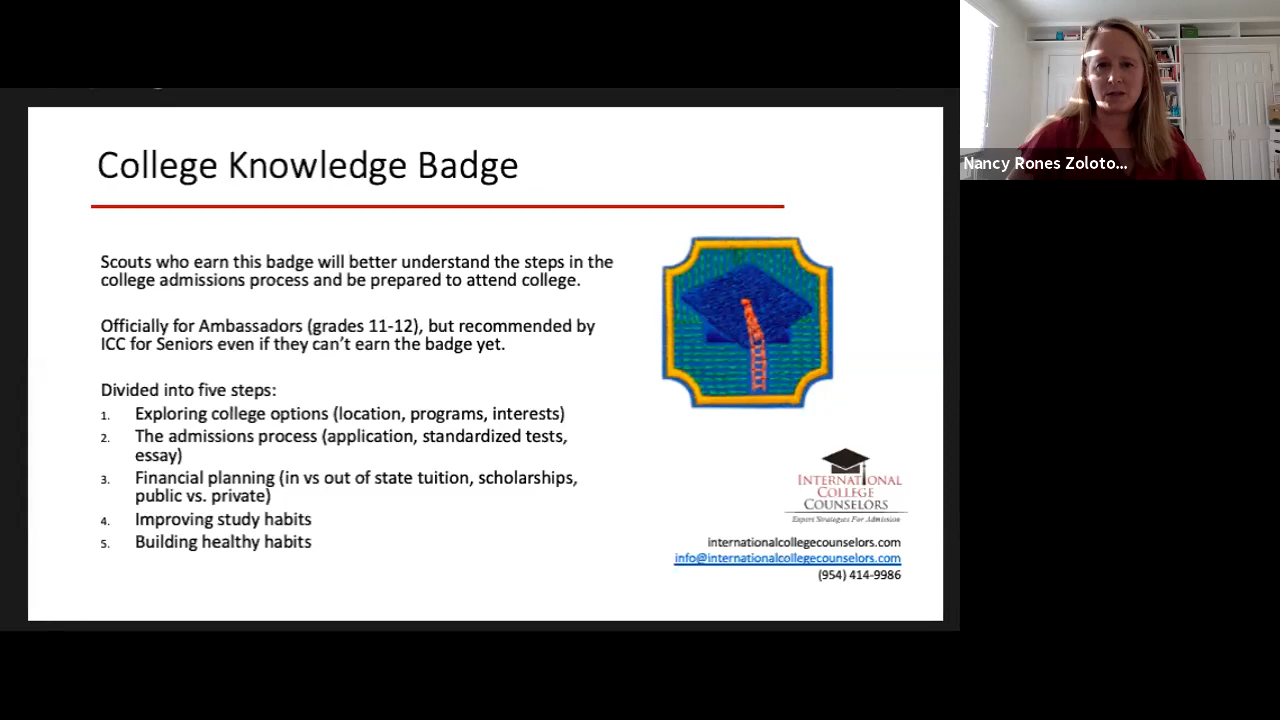 College Knowledge Badge
Scouts who earn this badge will better understand the steps in the
college admissions process and be prepared to attend college.
Officially for Ambassadors (grades 11-12), but recommended by
ICC for Seniors even if they can’t earn the badge yet.
Divided into five steps:
1. Exploring college options (location, programs, interests)
2. The admissions process (application, standardized tests,
essay)
3. Financial planning (in vs out of state tuition, scholarships,
public vs. private)
4. Improving study habits
5. Building healthy habits
INTERNATIONAL
COLLEGE
COUNSELORS
Expert Strategies For Admission
internationalcollegecounselors.com
info@internationalcollegecounselors.com
(954) 414-9986
Nancy Rones Zoloto...